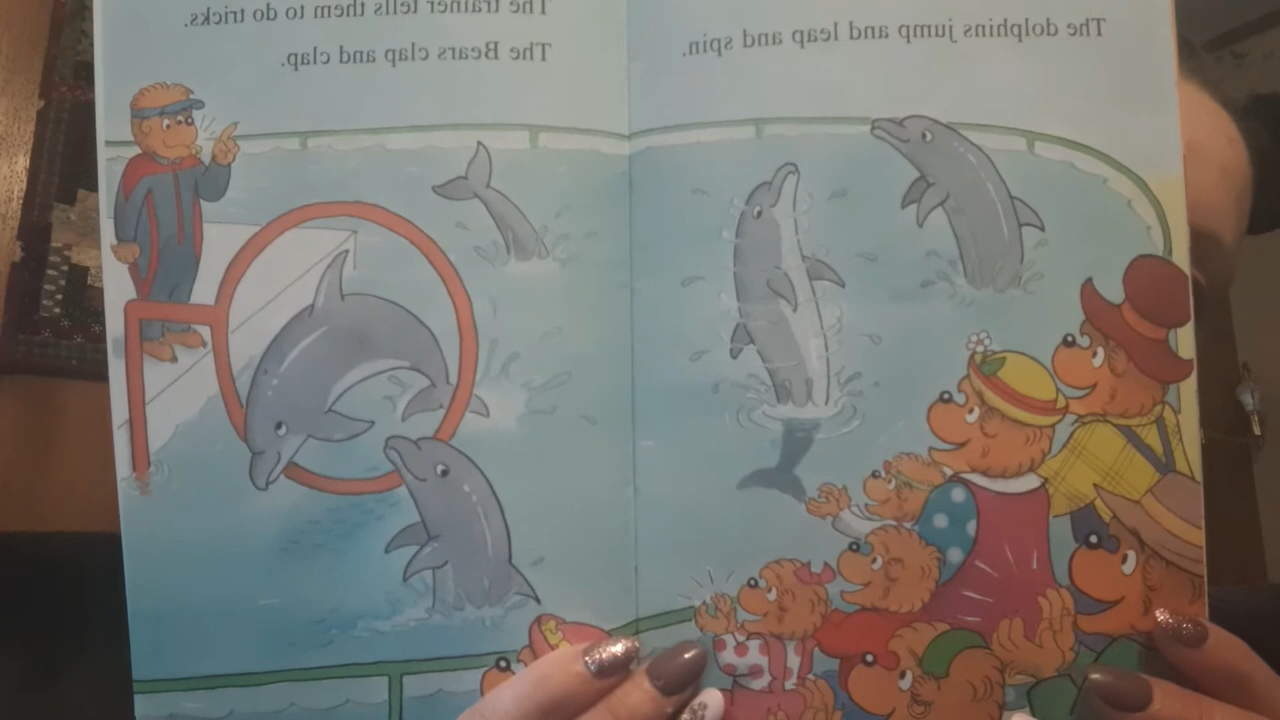 The trainer tells them to do tricks.
The Bears clap and clap.
The dolphins jump and leap and spin.